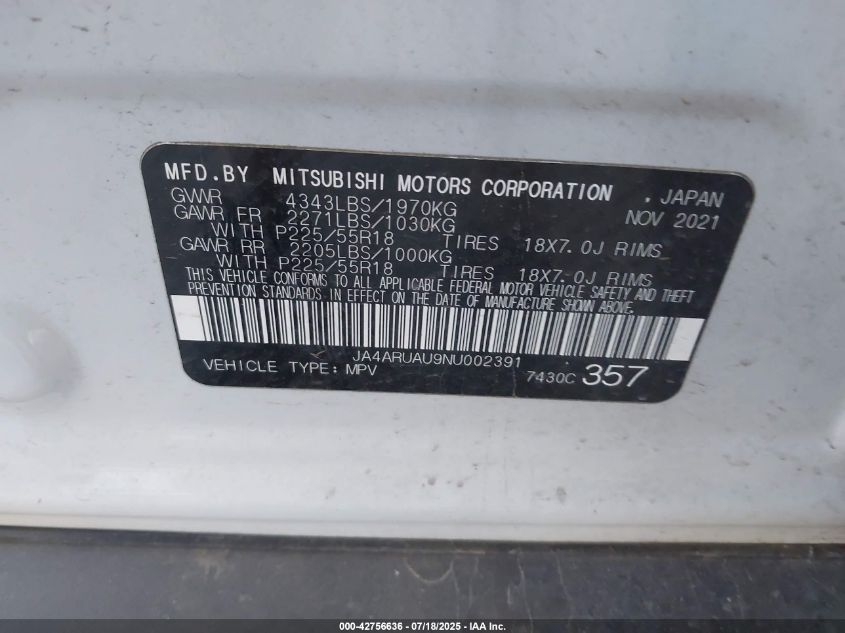 MFD.BY MITSUBISHI MOTORS CORPORATION , JAPAN
GVWR 4343LBS/1970KG NOV 2021
GAWR FR 2271LBS/1030KG
WITH P225/55R18 TIRES 18X7.0J RIMS
GAWR RR 2205LBS/1000KG
WITH P225/55R18 TIRES 18X7.0J RIMS
THIS VEHICLE CONFORMS TO ALL APPLICABLE FEDERAL MOTOR VEHICLE SAFETY AND THEFT
PREVENTION STANDARDS IN EFFECT ON THE DATE OF MANUFACTURE SHOWN ABOVE.
JA4ARUAU9NU002391
VEHICLE TYPE: MPV 7430C 357
000-42756636 - 07/18/2025 - IAA Inc.